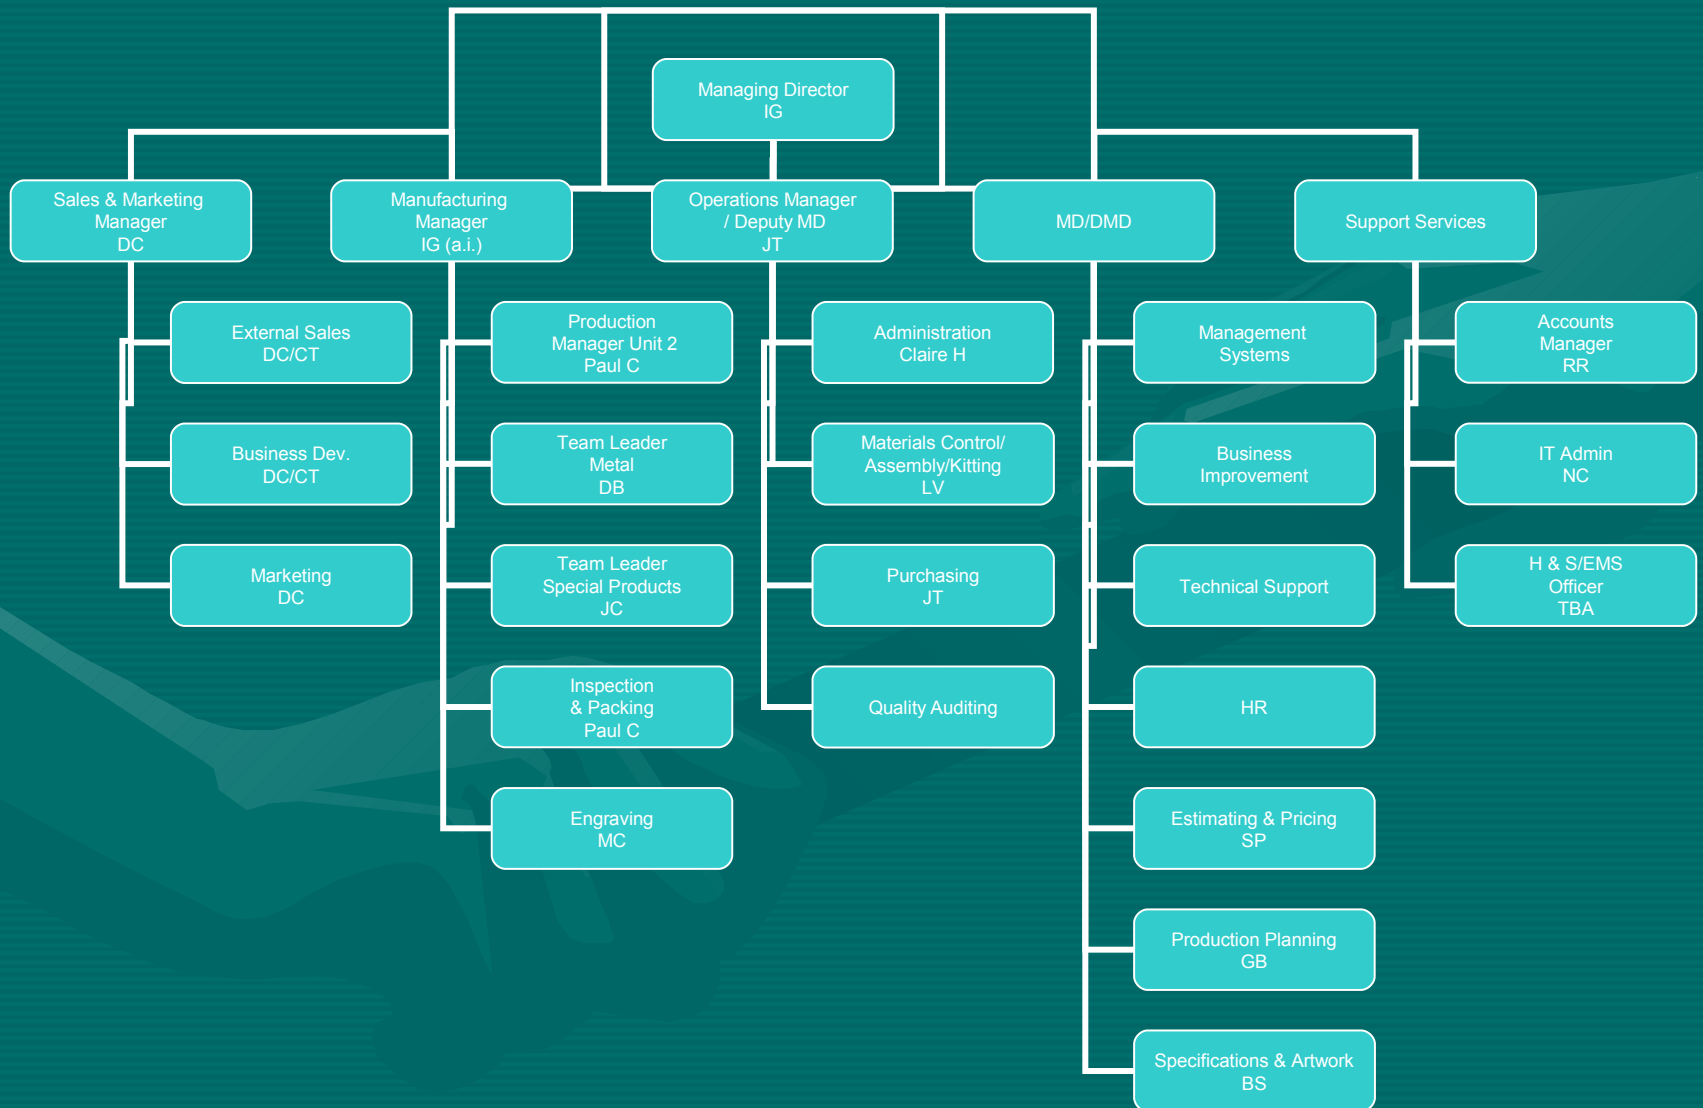 Managing Director
IG
Sales & Marketing
Manager
DC
Manufacturing
Manager
IG (a.i.)
Operations Manager
/ Deputy MD
JT
MD/DMD
Support Services
External Sales
DC/CT
Business Dev.
DC/CT
Marketing
DC
Production
Manager Unit 2
Paul C
Team Leader
Metal
DB
Team Leader
Special Products
JC
Inspection
& Packing
Paul C
Engraving
MC
Administration
Claire H
Materials Control/
Assembly/Kitting
LV
Purchasing
JT
Quality Auditing
Management
Systems
Business
Improvement
Technical Support
HR
Estimating & Pricing
SP
Production Planning
GB
Specifications & Artwork
BS
Accounts
Manager
RR
IT Admin
NC
H & S/EMS
Officer
TBA